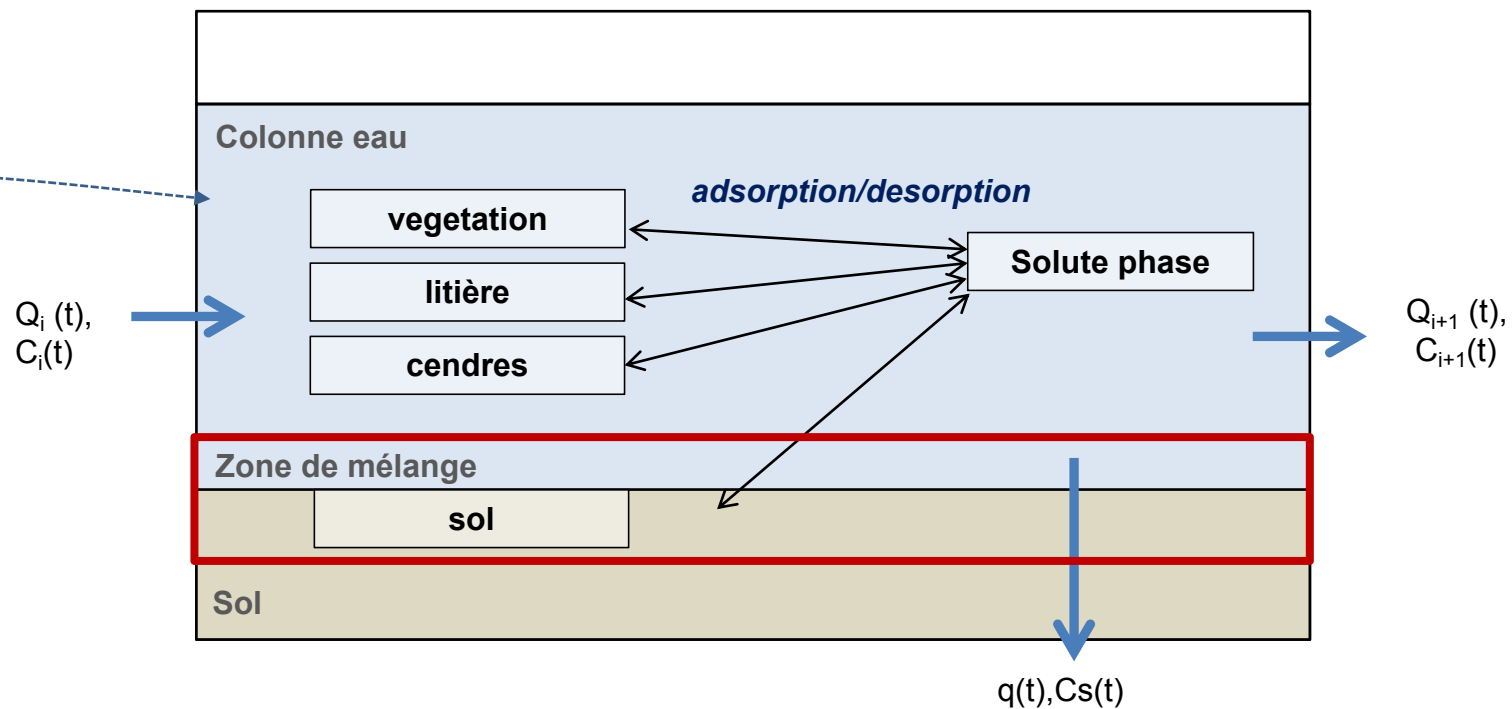 Colonne eau
adsorption/desorption
vegetation
Solute phase
litière
Qi (t),
Ci(t)
Qi+1 (t),
Ci+1(t)
cendres
Zone de mélange
sol
Sol
q(t),Cs(t)